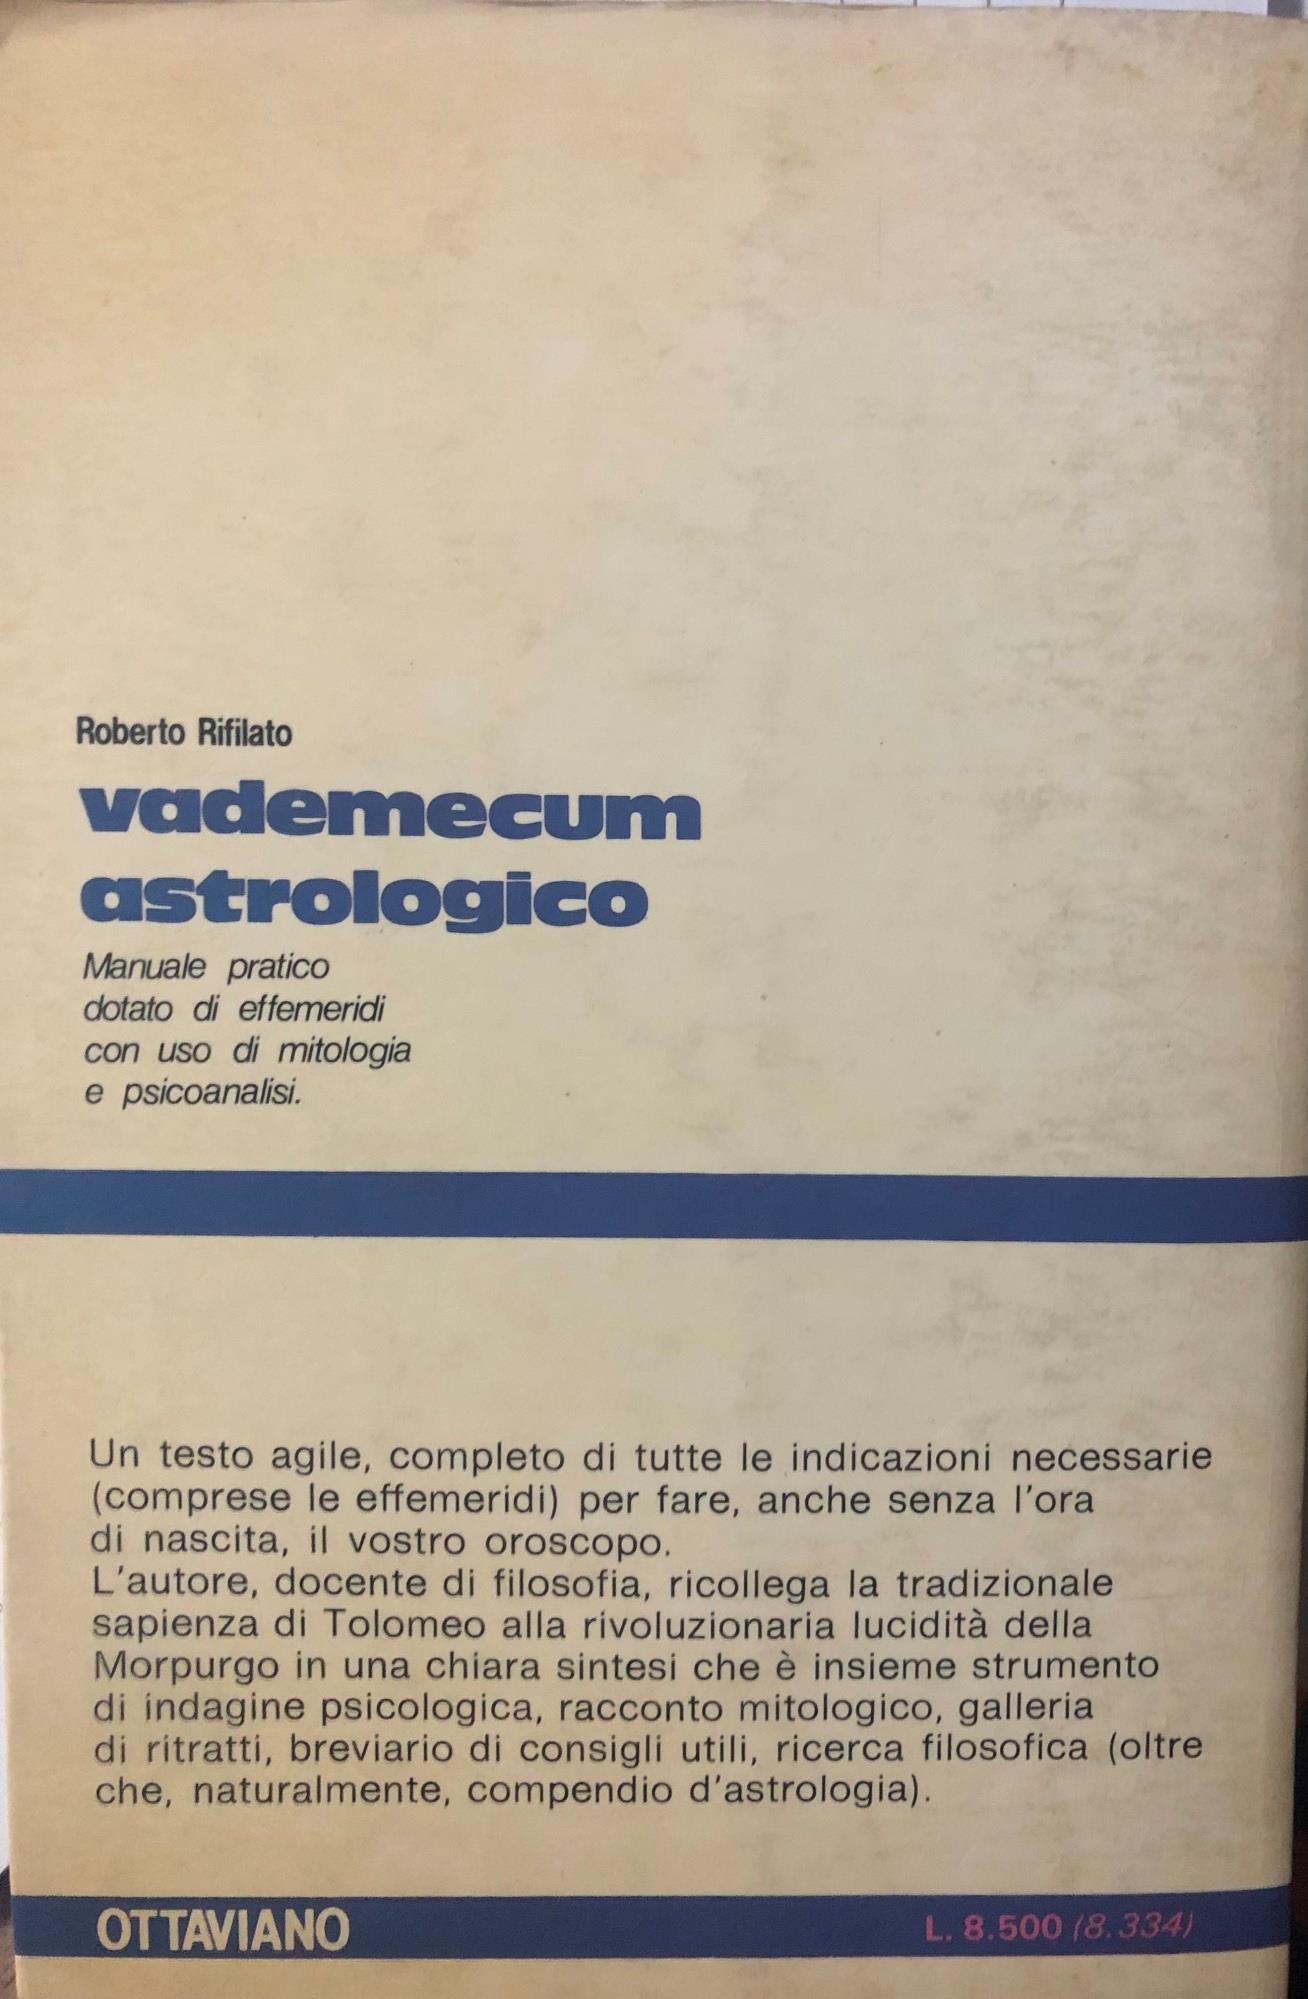 Roberto Rifilato
vademecum
astrologico
Manuale pratico
dotato di effemeridi
con uso di mitologia
e psicoanalisi.
Un testo agile, completo di tutte le indicazioni necessarie
(comprese le effemeridi) per fare, anche senza l'ora
di nascita, il vostro oroscopo.
L'autore, docente di filosofia, ricollega la tradizionale
sapienza di Tolomeo alla rivoluzionaria lucidità della
Morpurgo in una chiara sintesi che è insieme strumento
di indagine psicologica, racconto mitologico, galleria
di ritratti, breviario di consigli utili, ricerca filosofica (oltre
che, naturalmente, compendio d'astrologia).
OTTAVIANO
L. 8.500 (8.334)